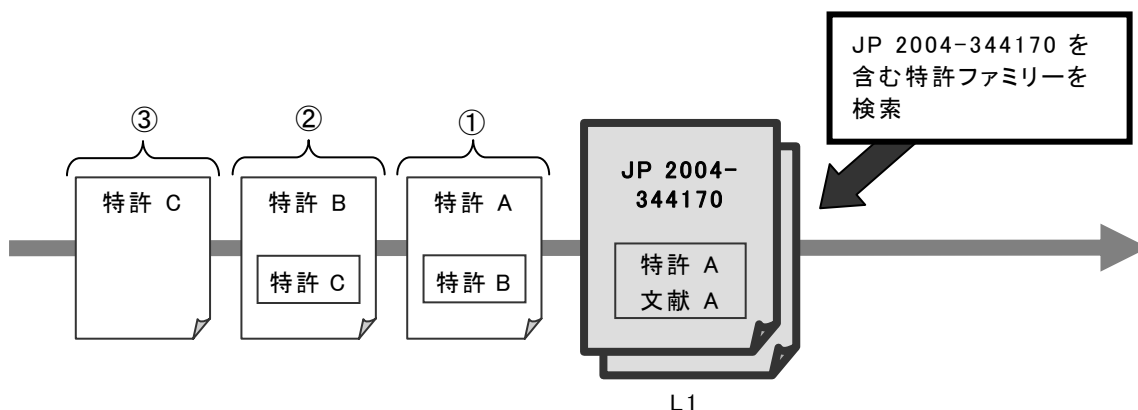 JP 2004-344170 を
含む特許ファミリーを
検索
③
②
①
特許 C
特許 B
特許 C
特許 A
特許 B
JP 2004-
344170
特許 A
文献 A
L1